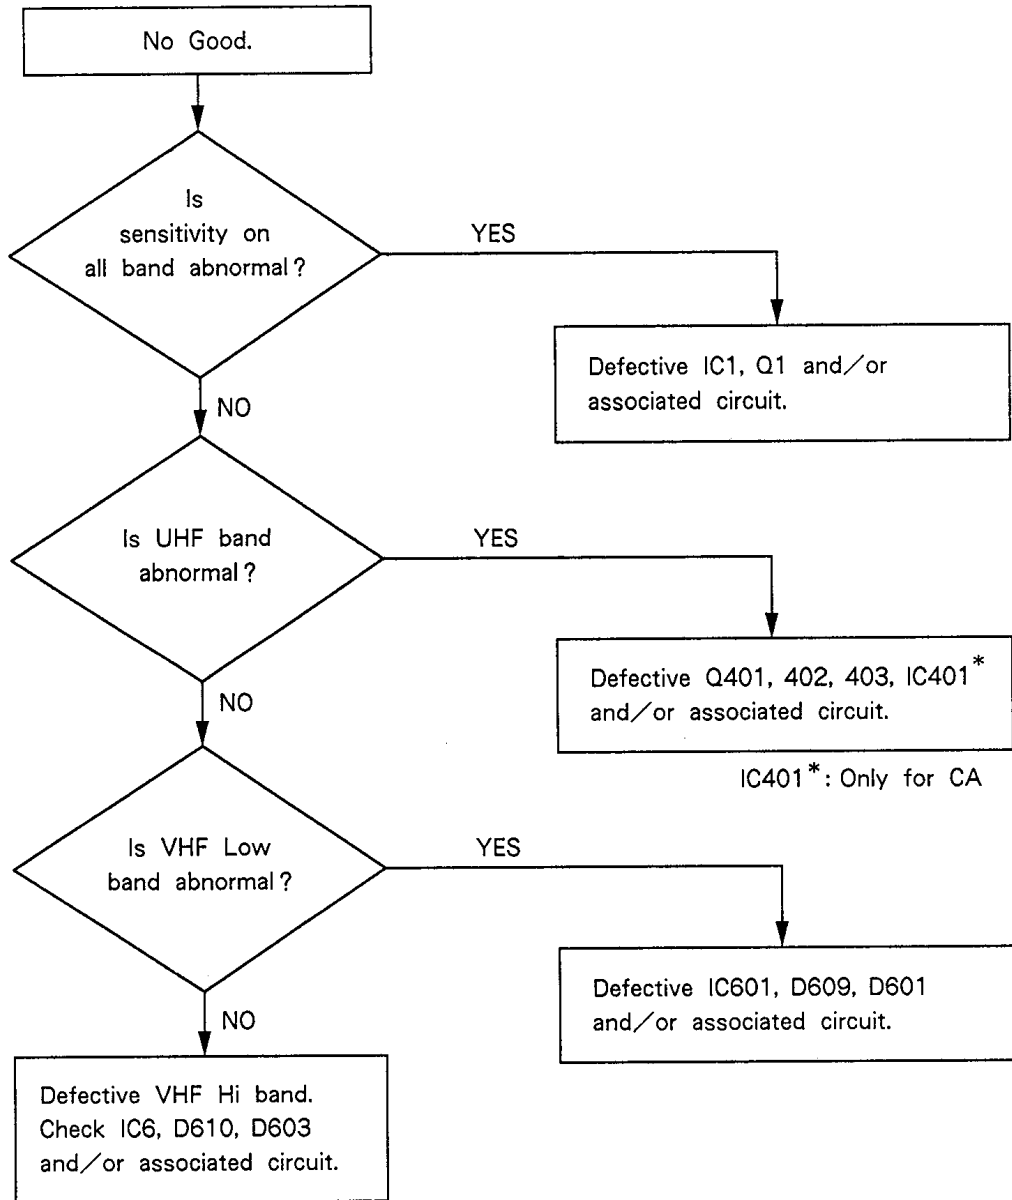 No Good.
Is
sensitivity on
all band abnormal?
YES
Defective IC1, Q1 and/or
associated circuit.
NO
Is UHF band
abnormal?
YES
Defective Q401, 402, 403, IC401*
and/or associated circuit.
IC401*: Only for CA
NO
Is VHF Low
band abnormal?
YES
Defective IC601, D609, D601
and/or associated circuit.
NO
Defective VHF Hi band.
Check IC6, D610, D603
and/or associated circuit.